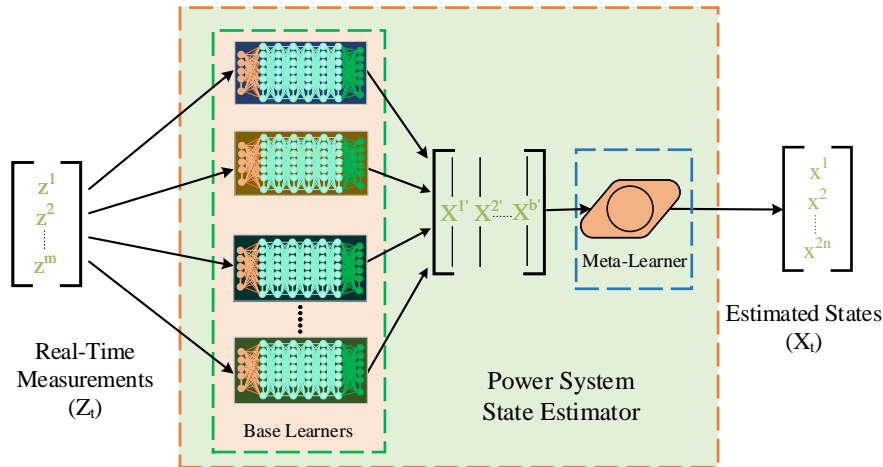 z¹
z²
......
zᵐ
Real-Time
Measurements
(Zₜ)
Base Learners
X¹' X²' ...... Xᵇ'
Meta-Learner
Power System
State Estimator
x¹
x²
......
x²ⁿ
Estimated States
(Xₜ)